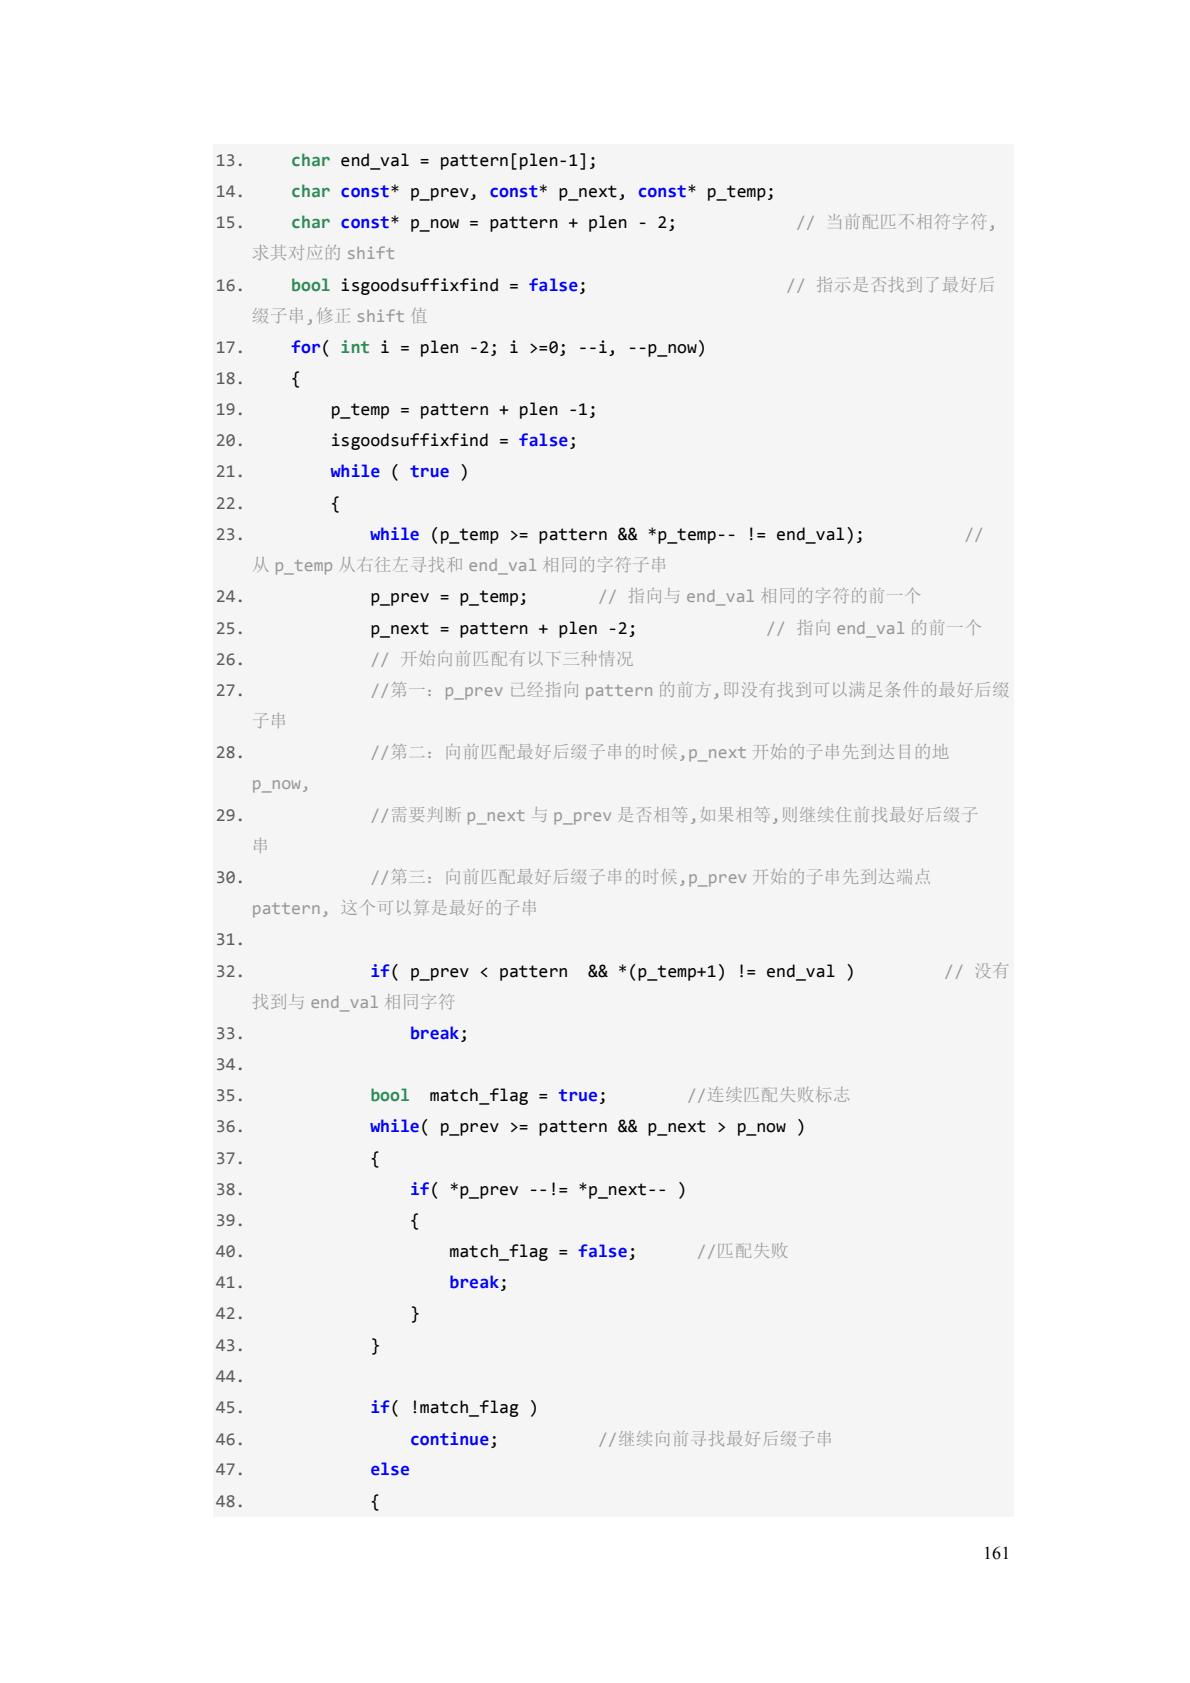 13. char end_val = pattern[plen-1];
14. char const* p_prev, const* p_next, const* p_temp;
15. char const* p_now = pattern + plen - 2; // 当前配匹不相符字符,
求其对应的 shift
16. bool isgoodsuffixfind = false; // 指示是否找到了最好后
缀子串,修正 shift 值
17. for( int i = plen -2; i >=0; --i, --p_now)
18. {
19. p_temp = pattern + plen -1;
20. isgoodsuffixfind = false;
21. while ( true )
22. {
23. while (p_temp >= pattern && *p_temp-- != end_val); //
从 p_temp 从右往左寻找和 end_val 相同的字符子串
24. p_prev = p_temp; // 指向与 end_val 相同的字符的前一个
25. p_next = pattern + plen -2; // 指向 end_val 的前一个
26. // 开始向前匹配有以下三种情况
27. //第一：p_prev 已经指向 pattern 的前方,即没有找到可以满足条件的最好后缀
子串
28. //第二：向前匹配最好后缀子串的时候,p_next 开始的子串先到达目的地
p_now,
29. //需要判断 p_next 与 p_prev 是否相等,如果相等,则继续住前找最好后缀子
串
30. //第三：向前匹配最好后缀子串的时候,p_prev 开始的子串先到达端点
pattern, 这个可以算是最好的子串
31.
32. if( p_prev < pattern  && *(p_temp+1) != end_val ) // 没有
找到与 end_val 相同字符
33. break;
34.
35. bool  match_flag = true; //连续匹配失败标志
36. while( p_prev >= pattern && p_next > p_now )
37. {
38. if( *p_prev --!= *p_next-- )
39. {
40. match_flag = false; //匹配失败
41. break;
42. }
43. }
44.
45. if( !match_flag )
46. continue; //继续向前寻找最好后缀子串
47. else
48. {
161